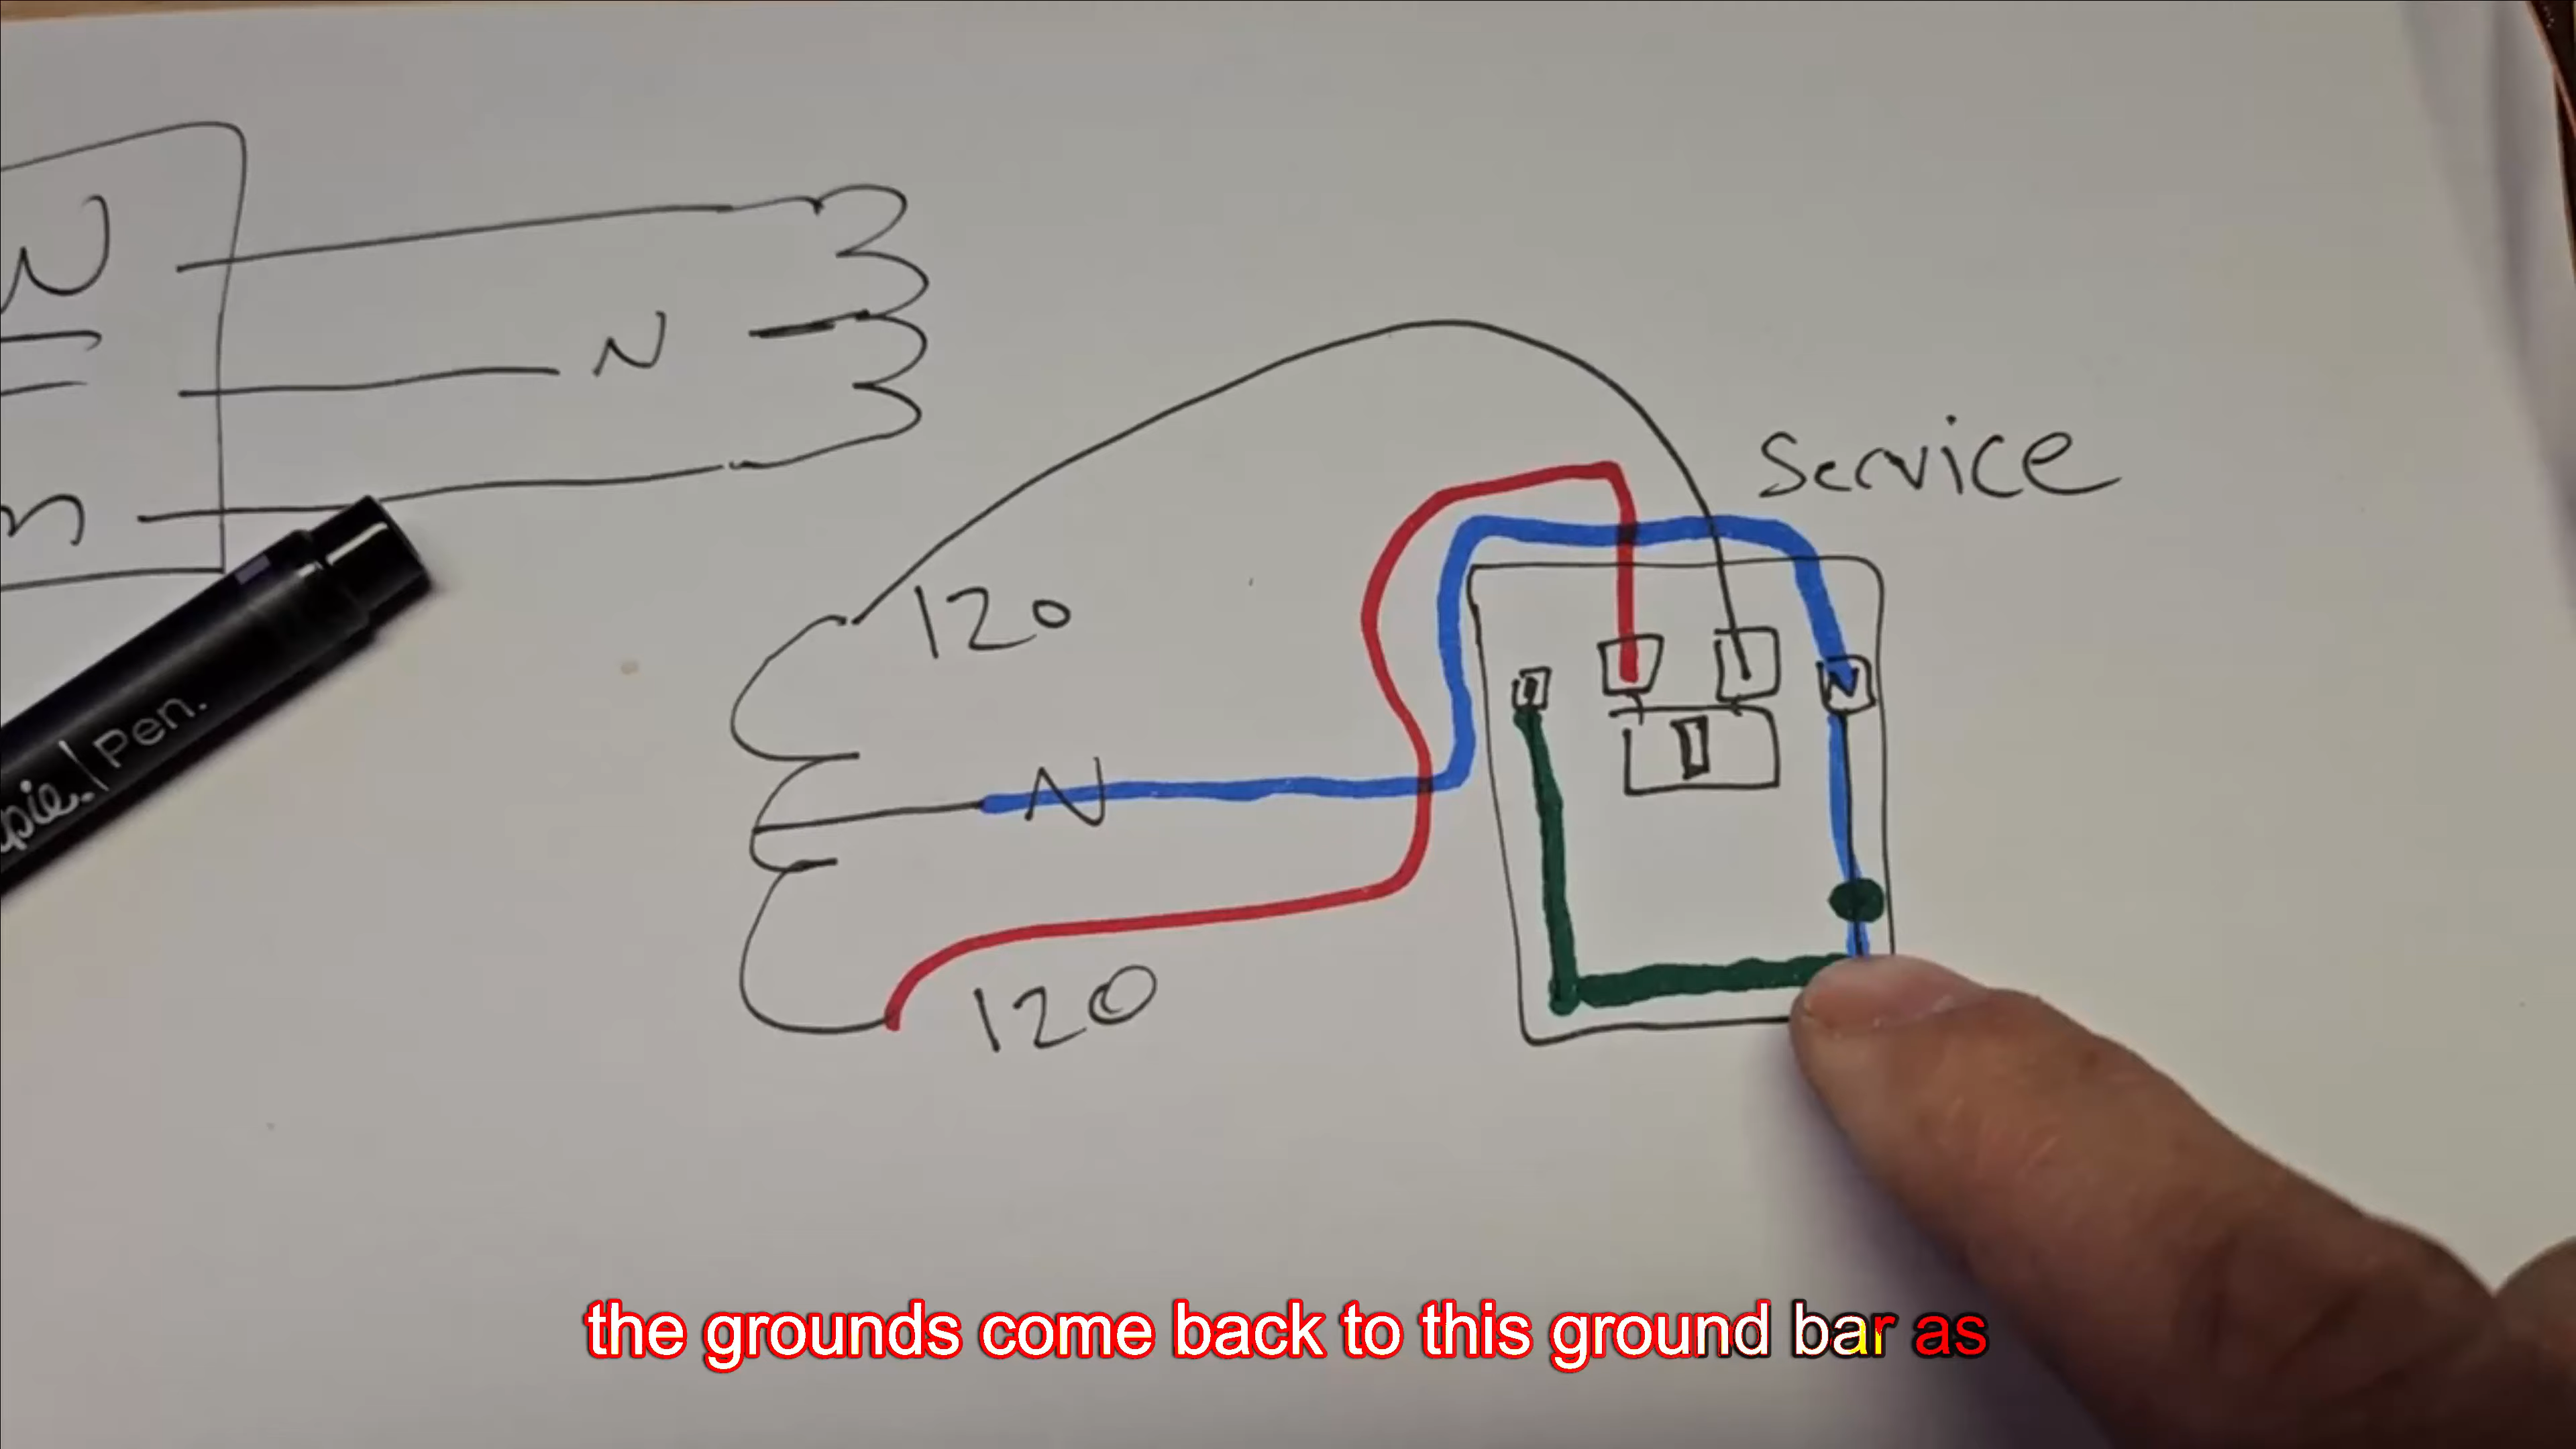 N
N
Service
120
N
N
120
Pen.
the grounds come back to this ground bar as